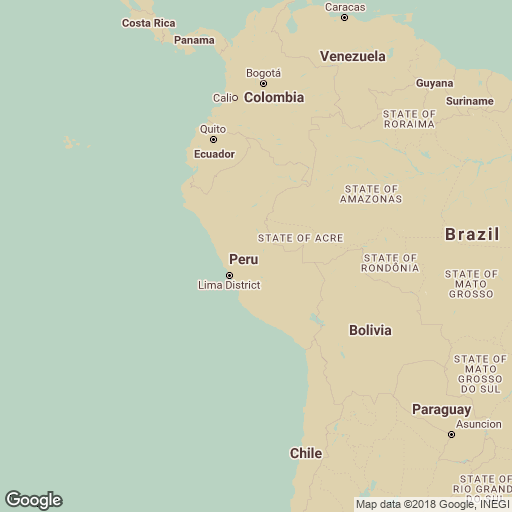 Caracas
Costa Rica
Panama
Venezuela
Bogotá
Guyana
Cali
Colombia
Suriname
STATE OF
RORAIMA
Quito
Ecuador
STATE OF
AMAZONAS
Brazil
STATE OF ACRE
Peru
STATE OF
RONDÔNIA
Lima District
STATE OF
MATO
GROSSO
Bolivia
STATE OF
MATO
GROSSO
DO SUL
Paraguay
Asuncion
Chile
STATE OF
RIO GRAND
DO SUL
Google
Map data ©2018 Google, INEGI